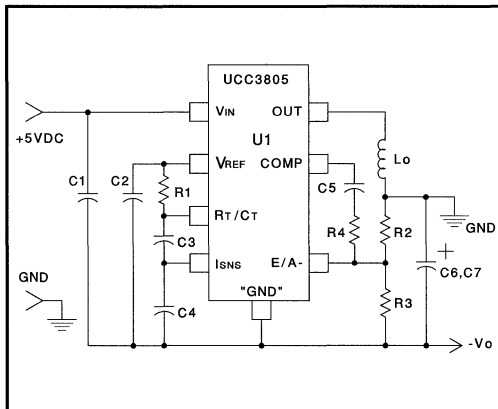 UCC3805
VIN
OUT
+5VDC
U1
C1
C2
VREF
COMP
Lo
R1
C5
RT/CT
R4
R2
GND
C3
+
GND
ISNS
E/A-
C6,C7
C4
"GND"
R3
-Vo